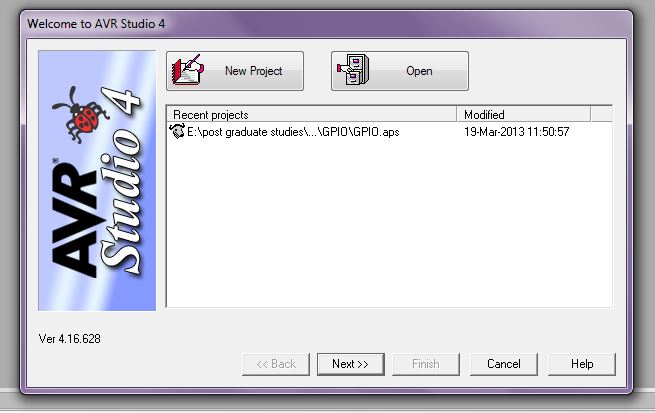 Welcome to AVR Studio 4
New Project
Open
AVR®
Studio 4
Recent projects
Modified
E:\post graduate studies\...\GPIO\GPIO.aps
19-Mar-2013 11:50:57
Ver 4.16.628
<< Back
Next >>
Finish
Cancel
Help